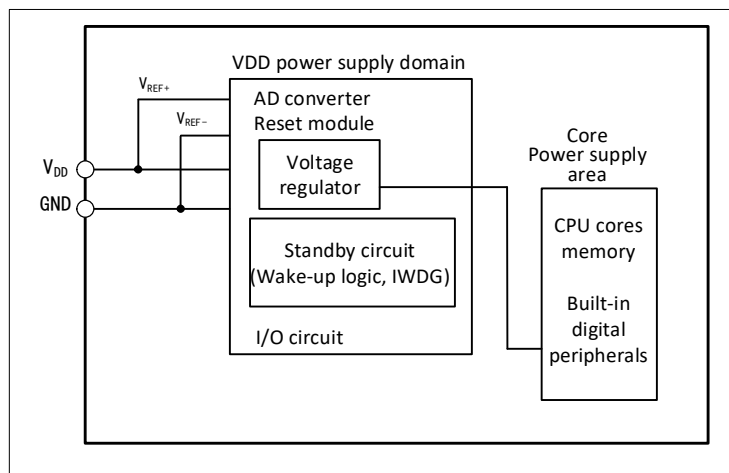 VDD power supply domain
VREF+
AD converter
VREF-
Reset module
Core
Power supply
area
VDD
Voltage
regulator
GND
CPU cores
memory
Standby circuit
(Wake-up logic, IWDG)
Built-in
digital
peripherals
I/O circuit